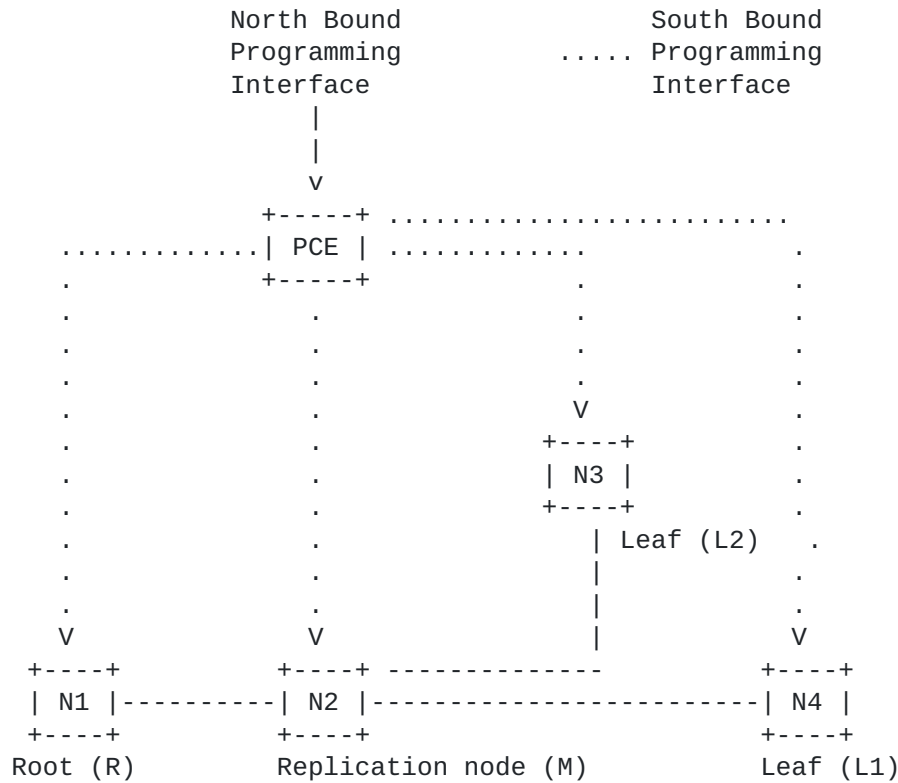 North Bound South Bound
Programming ..... Programming
Interface Interface
PCE
N3
Leaf (L2)
N1 N2 N4
Root (R) Replication node (M) Leaf (L1)